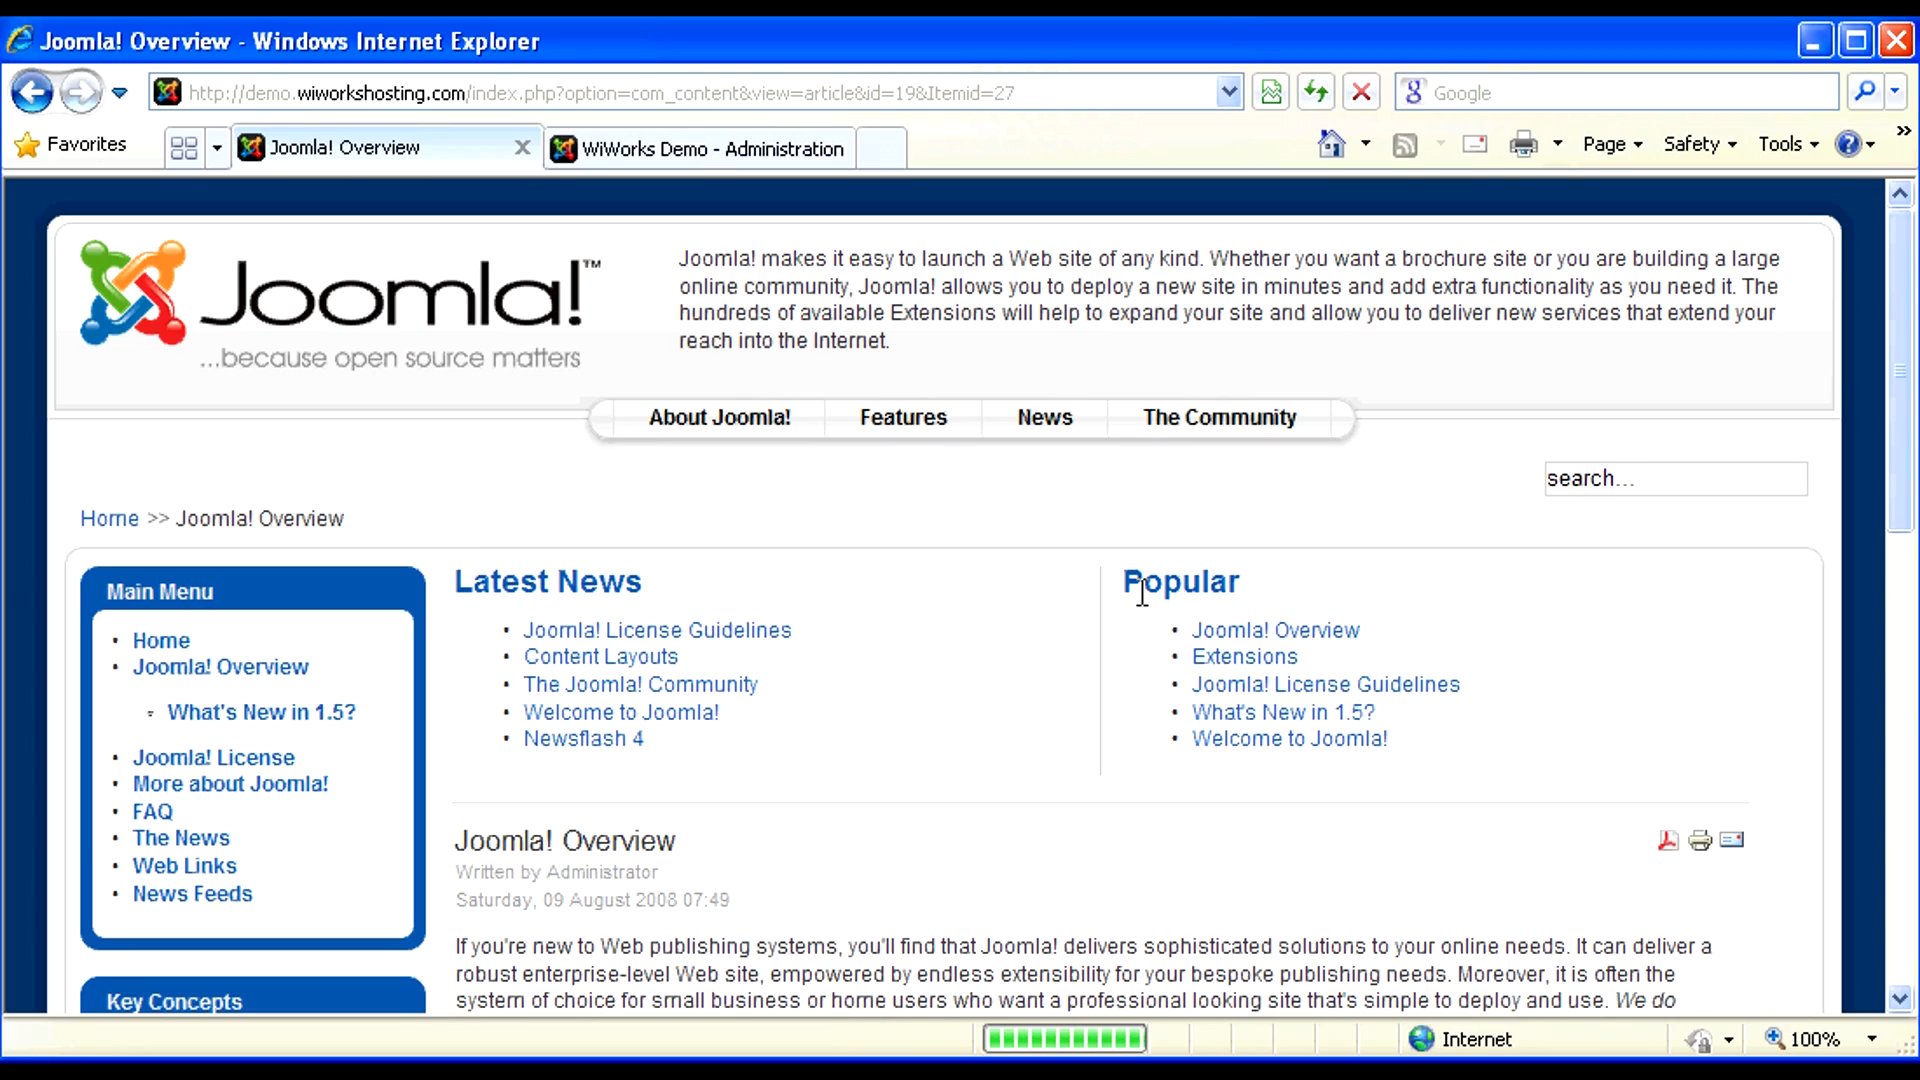 Joomla! Overview - Windows Internet Explorer
http://demo.wiworkshosting.com/index.php?option=com_content&view=article&id=19&Itemid=27
Google
Favorites
Joomla! Overview
WiWorks Demo - Administration
Page
Safety
Tools
Joomla!™
...because open source matters
Joomla! makes it easy to launch a Web site of any kind. Whether you want a brochure site or you are building a large
online community, Joomla! allows you to deploy a new site in minutes and add extra functionality as you need it. The
hundreds of available Extensions will help to expand your site and allow you to deliver new services that extend your
reach into the Internet.
About Joomla!
Features
News
The Community
search...
Home >> Joomla! Overview
Main Menu
Home
Joomla! Overview
What's New in 1.5?
Joomla! License
More about Joomla!
FAQ
The News
Web Links
News Feeds
Key Concepts
Latest News
Joomla! License Guidelines
Content Layouts
The Joomla! Community
Welcome to Joomla!
Newsflash 4
Popular
Joomla! Overview
Extensions
Joomla! License Guidelines
What's New in 1.5?
Welcome to Joomla!
Joomla! Overview
Written by Administrator
Saturday, 09 August 2008 07:49
If you're new to Web publishing systems, you'll find that Joomla! delivers sophisticated solutions to your online needs. It can deliver a
robust enterprise-level Web site, empowered by endless extensibility for your bespoke publishing needs. Moreover, it is often the
system of choice for small business or home users who want a professional looking site that's simple to deploy and use. We do
Internet
100%